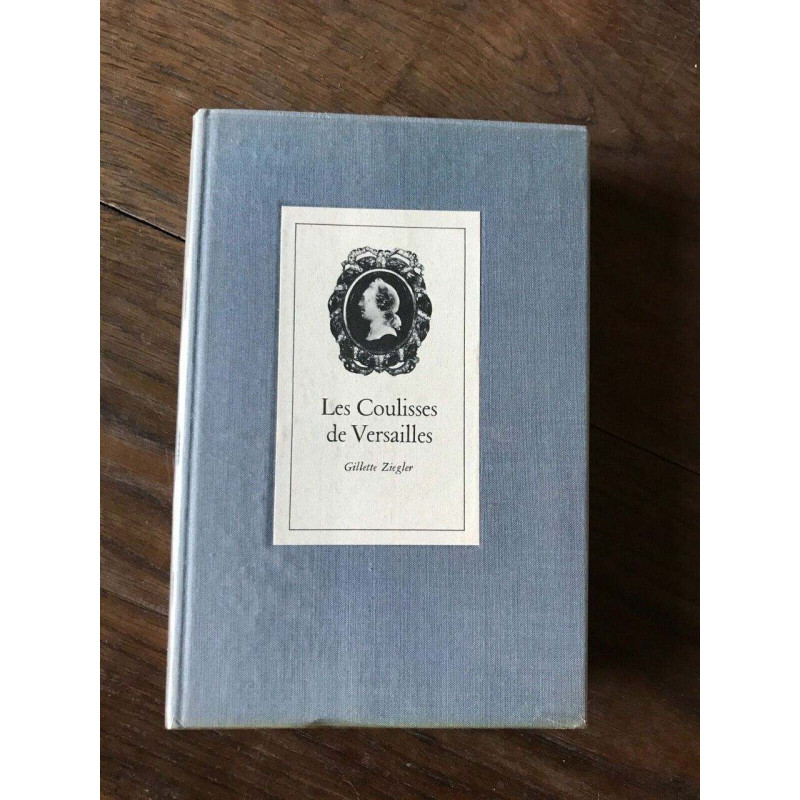 Les Coulisses
de Versailles
Gillette Ziegler